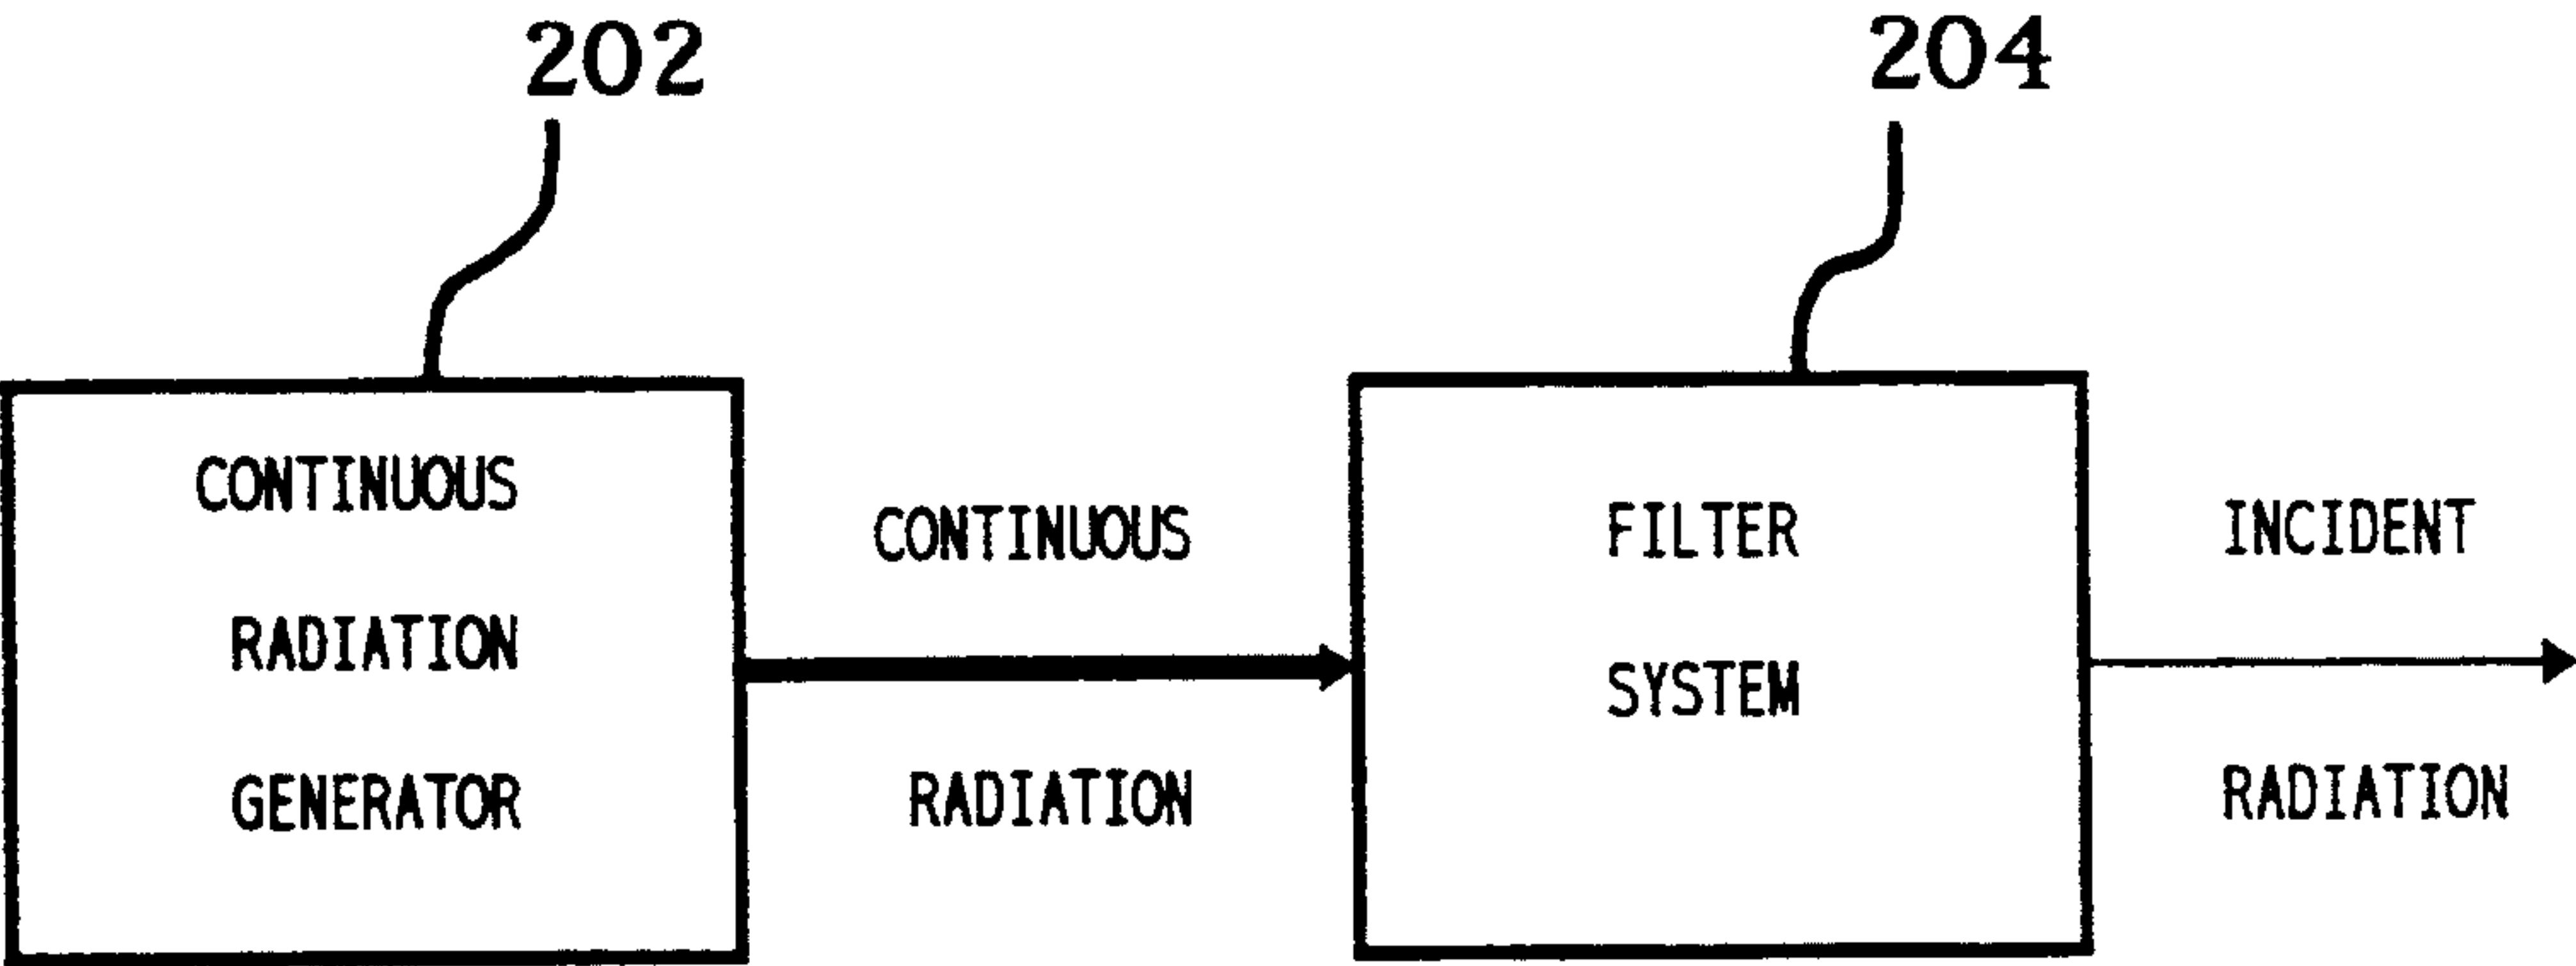 202
204
CONTINUOUS
RADIATION
GENERATOR
CONTINUOUS
RADIATION
FILTER
SYSTEM
INCIDENT
RADIATION